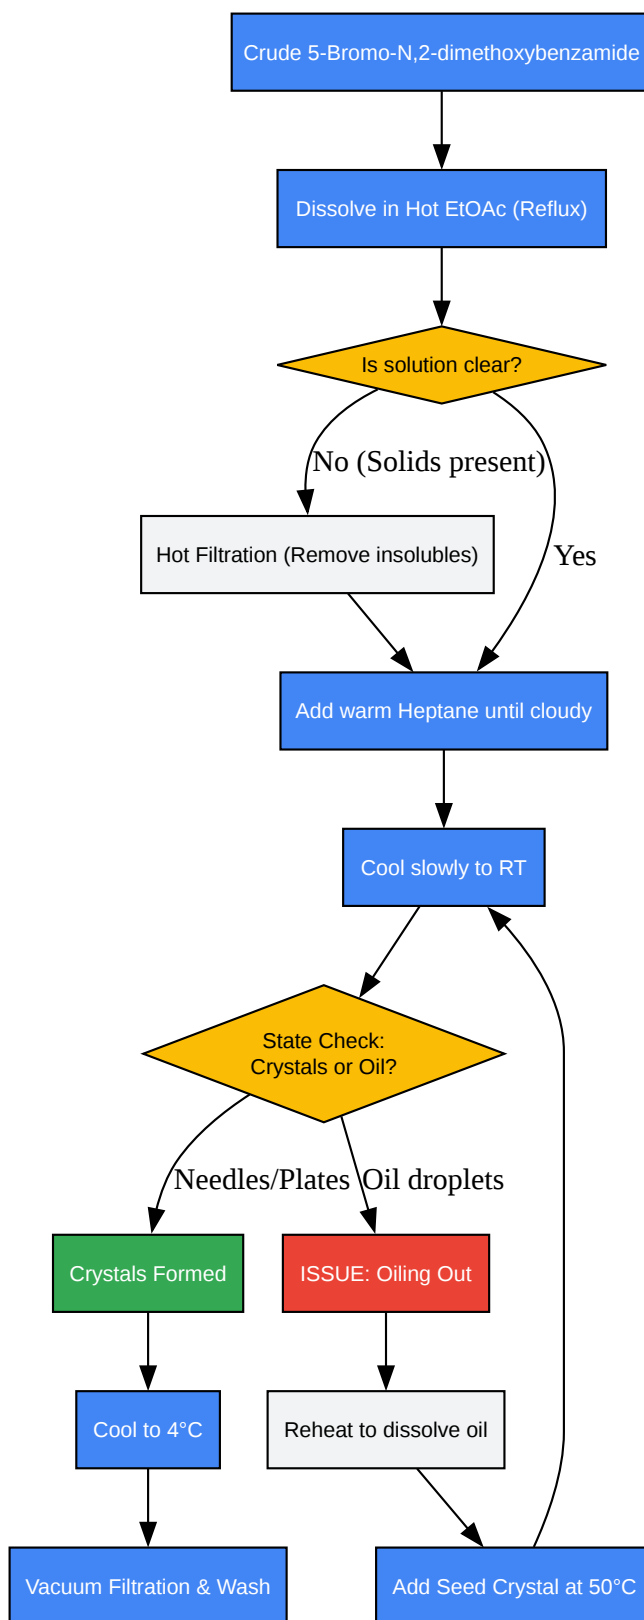 Crude 5-Bromo-N,2-dimethoxybenzamide
Dissolve in Hot EtOAc (Reflux)
Is solution clear?
No (Solids present)
Hot Filtration (Remove insolubles)
Yes
Add warm Heptane until cloudy
Cool slowly to RT
State Check:
Crystals or Oil?
Needles/Plates
Oil droplets
Crystals Formed
ISSUE: Oiling Out
Cool to 4°C
Reheat to dissolve oil
Vacuum Filtration & Wash
Add Seed Crystal at 50°C